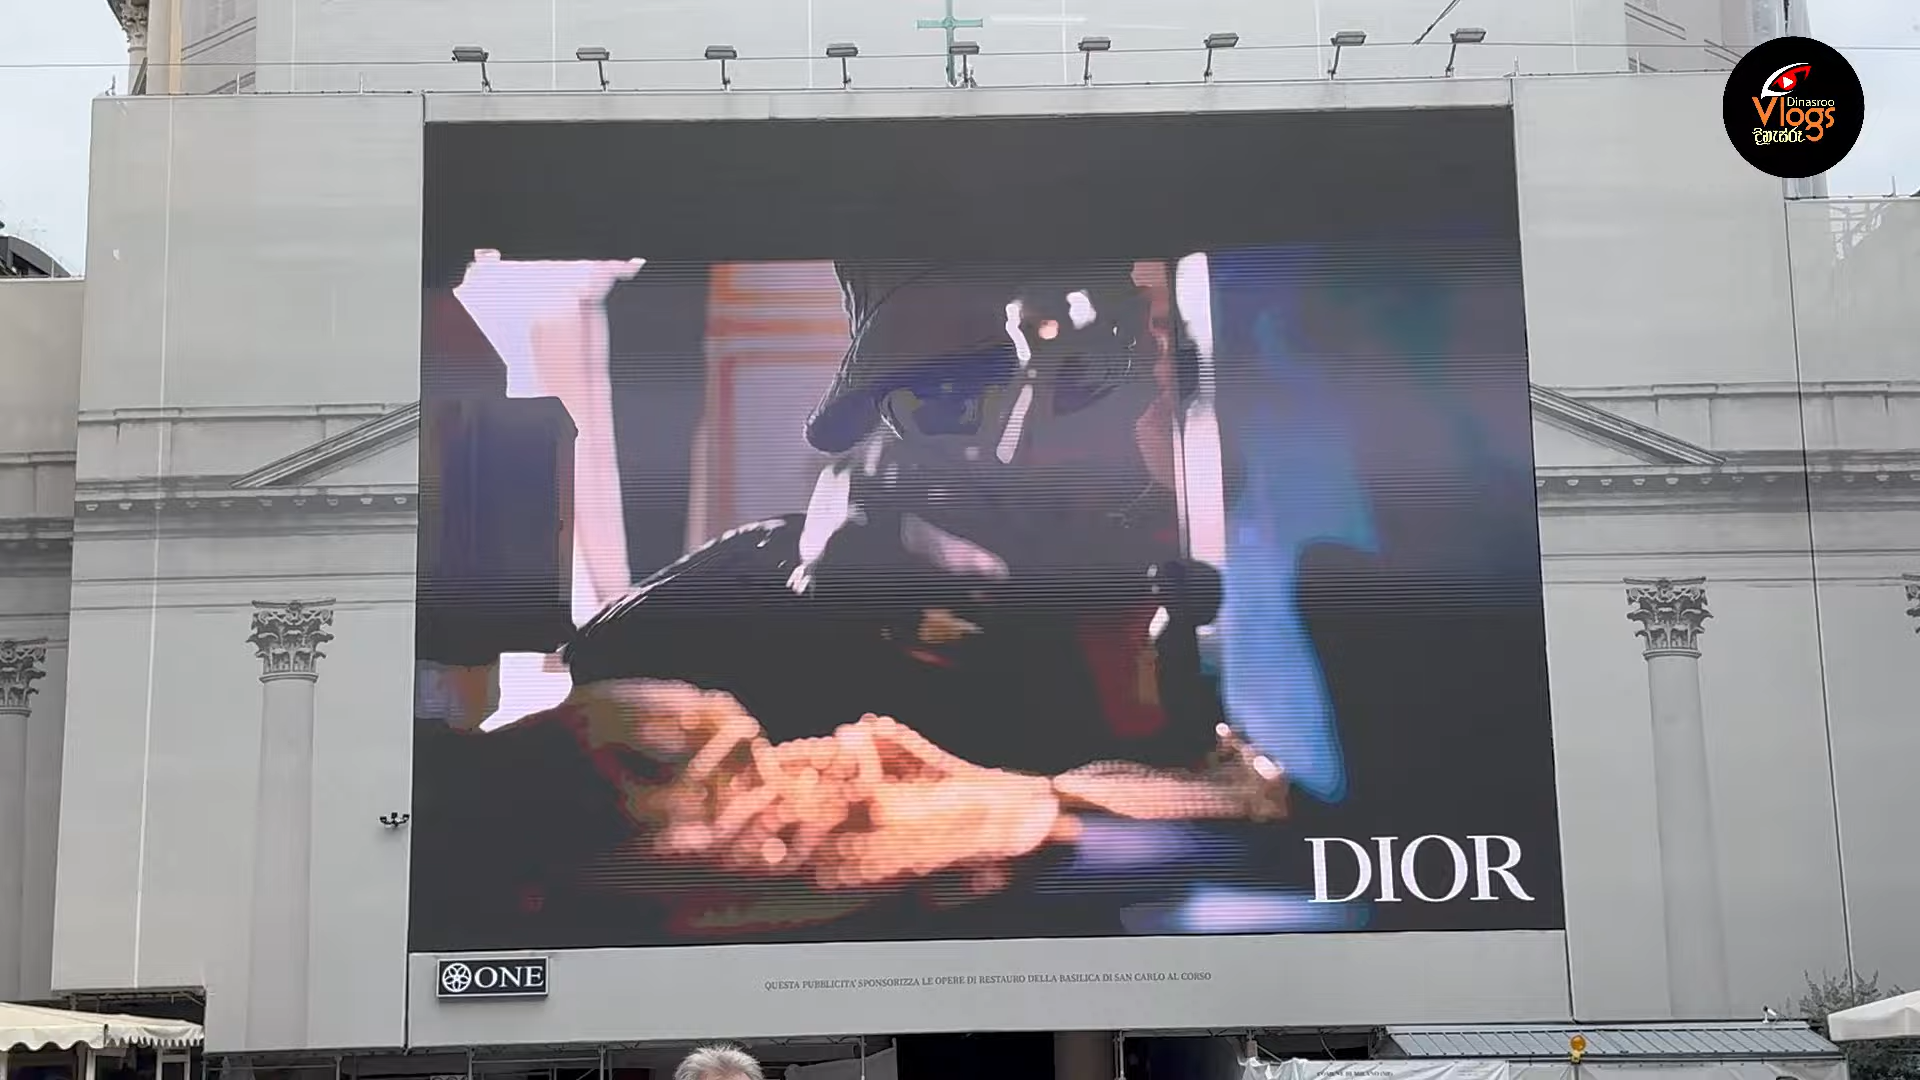 Dinasroo
Vlogs
දිනැස්රූ
DIOR
ONE
QUESTA PUBBLICITA' SPONSORIZZA LE OPERE DI RESTAURO DELLA BASILICA DI SAN CARLO AL CORSO